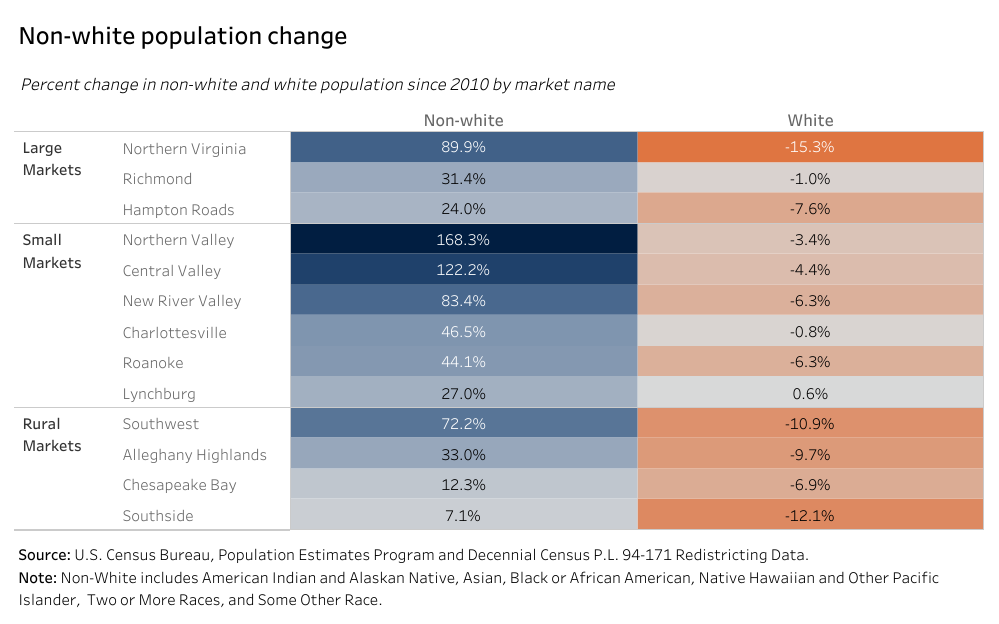 Non-white population change
Percent change in non-white and white population since 2010 by market name
Non-white White
Large Markets
Northern Virginia 89.9% -15.3%
Richmond 31.4% -1.0%
Hampton Roads 24.0% -7.6%
Small Markets
Northern Valley 168.3% -3.4%
Central Valley 122.2% -4.4%
New River Valley 83.4% -6.3%
Charlottesville 46.5% -0.8%
Roanoke 44.1% -6.3%
Lynchburg 27.0% 0.6%
Rural Markets
Southwest 72.2% -10.9%
Alleghany Highlands 33.0% -9.7%
Chesapeake Bay 12.3% -6.9%
Southside 7.1% -12.1%
Source: U.S. Census Bureau, Population Estimates Program and Decennial Census P.L. 94-171 Redistricting Data.
Note: Non-White includes American Indian and Alaskan Native, Asian, Black or African American, Native Hawaiian and Other Pacific
Islander, Two or More Races, and Some Other Race.